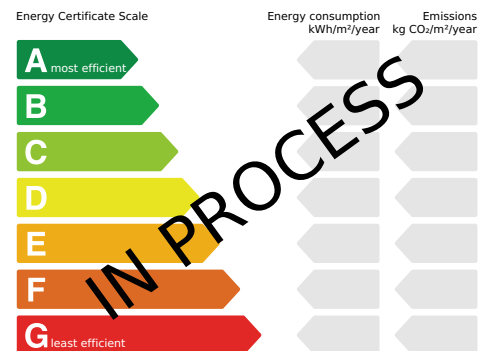 Energy Certificate Scale
Energy consumption
kWh/m²/year
Emissions
kg CO₂/m²/year
A most efficient
B
C
D
E
F
G least efficient
IN PROCESS